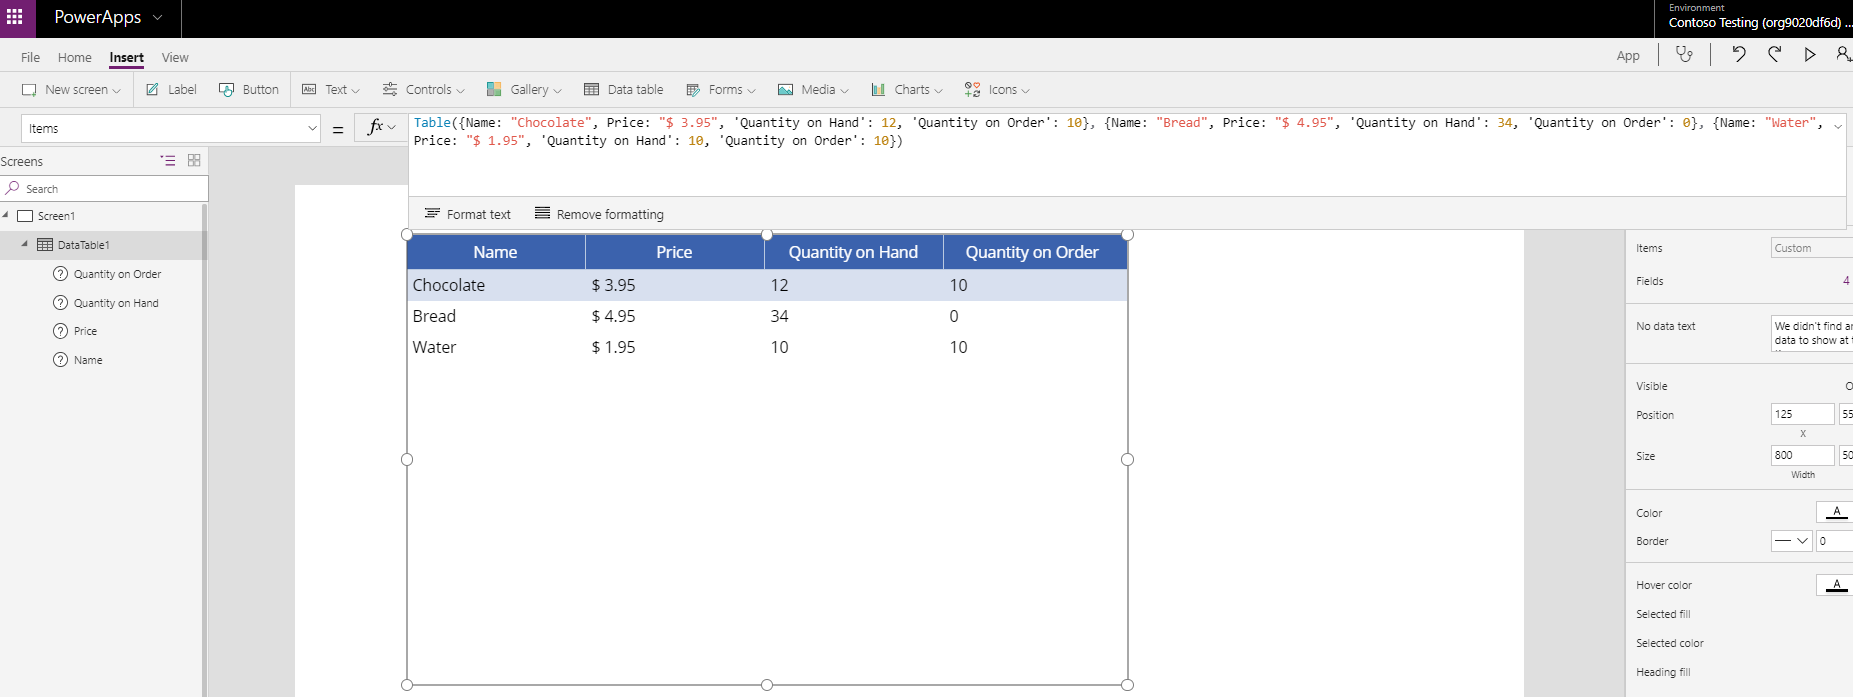 PowerApps
Environment
Contoso Testing (org9020df6d) ...
File Home Insert View
App
New screen Label Button Abc Text Controls Gallery Data table Forms Media Charts Icons
Items = fx
Table({Name: "Chocolate", Price: "$ 3.95", 'Quantity on Hand': 12, 'Quantity on Order': 10}, {Name: "Bread", Price: "$ 4.95", 'Quantity on Hand': 34, 'Quantity on Order': 0}, {Name: "Water",
Price: "$ 1.95", 'Quantity on Hand': 10, 'Quantity on Order': 10})
Format text Remove formatting
Screens
Search
Screen1
DataTable1
? Quantity on Order
? Quantity on Hand
? Price
? Name
Name Price Quantity on Hand Quantity on Order
Chocolate $ 3.95 12 10
Bread $ 4.95 34 0
Water $ 1.95 10 10
Items Custom
Fields 4
No data text We didn't find
data to show at
Visible
Position 125 55
X
Size 800 50
Width
Color A
Border 0
Hover color A
Selected fill
Selected color
Heading fill